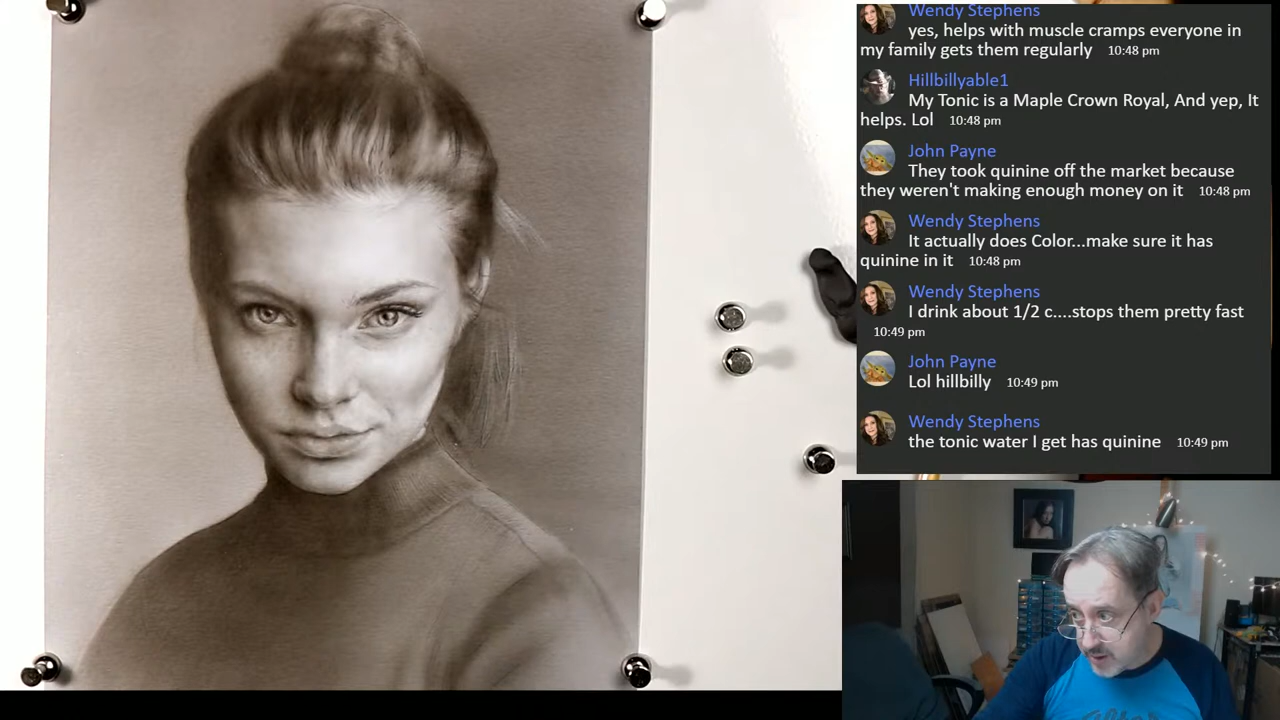 Wendy Stephens
yes, helps with muscle cramps everyone in
my family gets them regularly 10:48 pm
Hillbillyable1
My Tonic is a Maple Crown Royal, And yep, It
helps. Lol 10:48 pm
John Payne
They took quinine off the market because
they weren't making enough money on it 10:48 pm
Wendy Stephens
It actually does Color...make sure it has
quinine in it 10:48 pm
Wendy Stephens
I drink about 1/2 c....stops them pretty fast
10:49 pm
John Payne
Lol hillbilly 10:49 pm
Wendy Stephens
the tonic water I get has quinine 10:49 pm